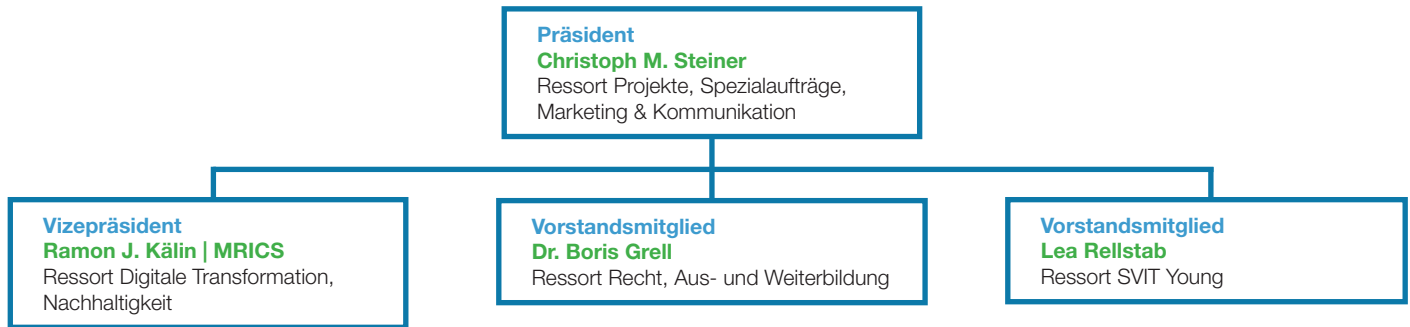 Präsident
Christoph M. Steiner
Ressort Projekte, Spezialaufträge,
Marketing & Kommunikation
Vizepräsident
Ramon J. Kälin | MRICS
Ressort Digitale Transformation,
Nachhaltigkeit
Vorstandsmitglied
Dr. Boris Grell
Ressort Recht, Aus- und Weiterbildung
Vorstandsmitglied
Lea Rellstab
Ressort SVIT Young